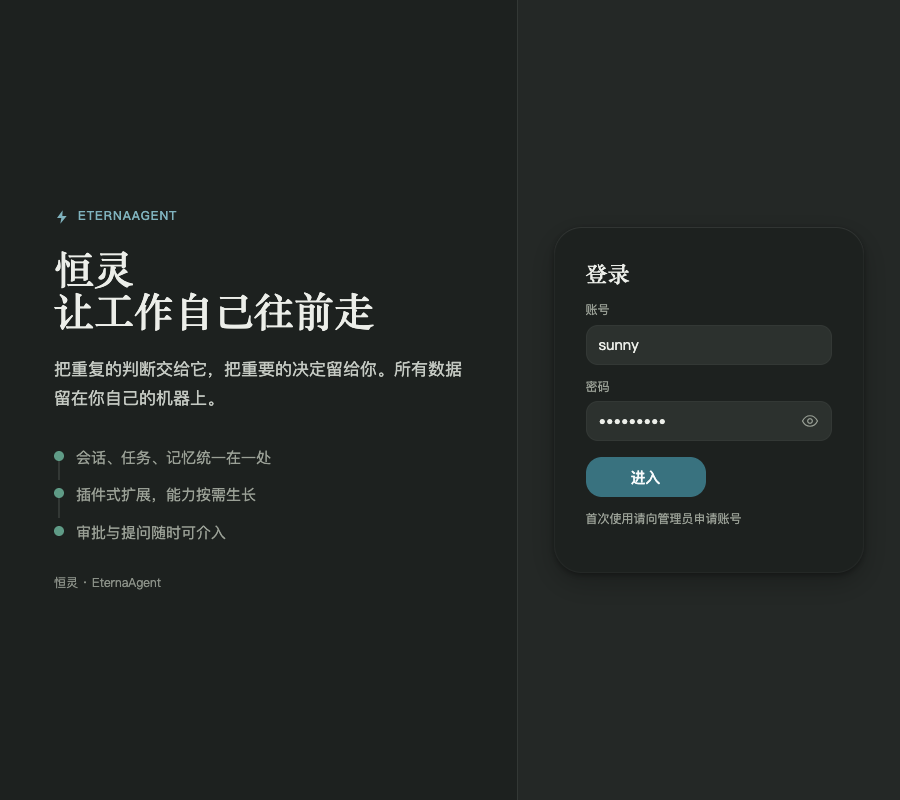 ETERNAAGENT
恒灵
让工作自己往前走
把重复的判断交给它，把重要的决定留给你。所有数据
留在你自己的机器上。
会话、任务、记忆统一在一处
插件式扩展，能力按需生长
审批与提问随时可介入
恒灵 · EternaAgent
登录
账号
sunny
密码
•••••••••
进入
首次使用请向管理员申请账号